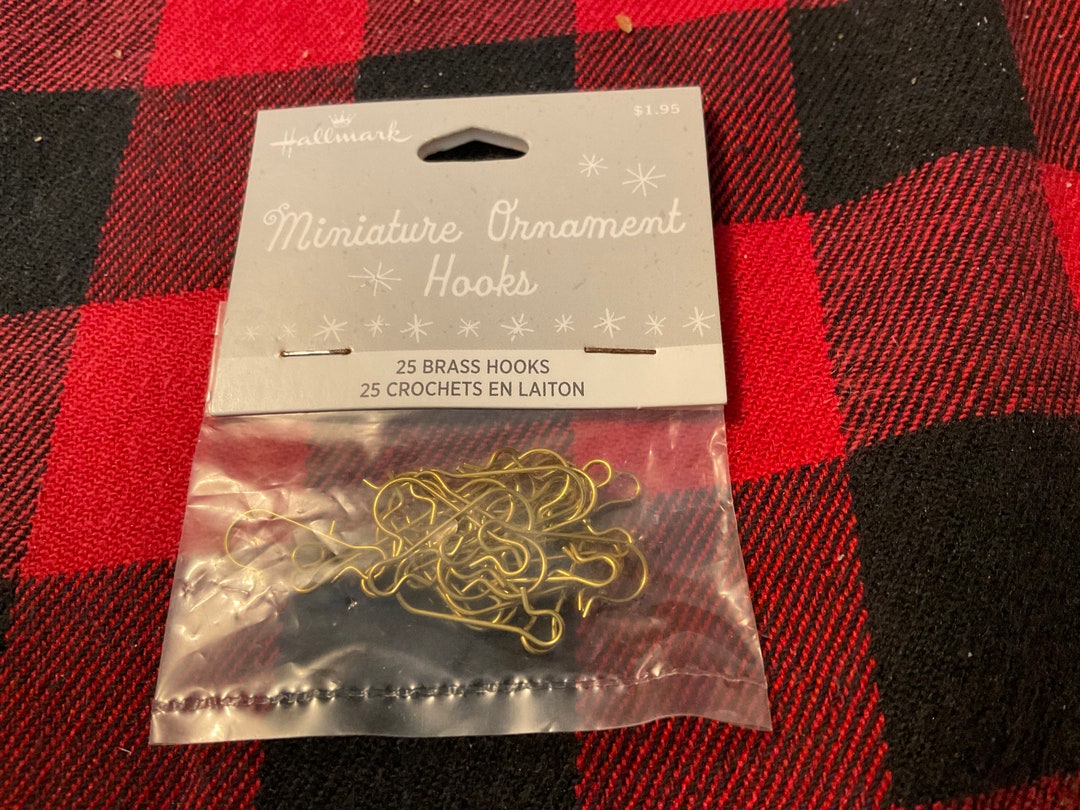 Hallmark
$1.95
Miniature Ornament
Hooks
25 BRASS HOOKS
25 CROCHETS EN LAITON